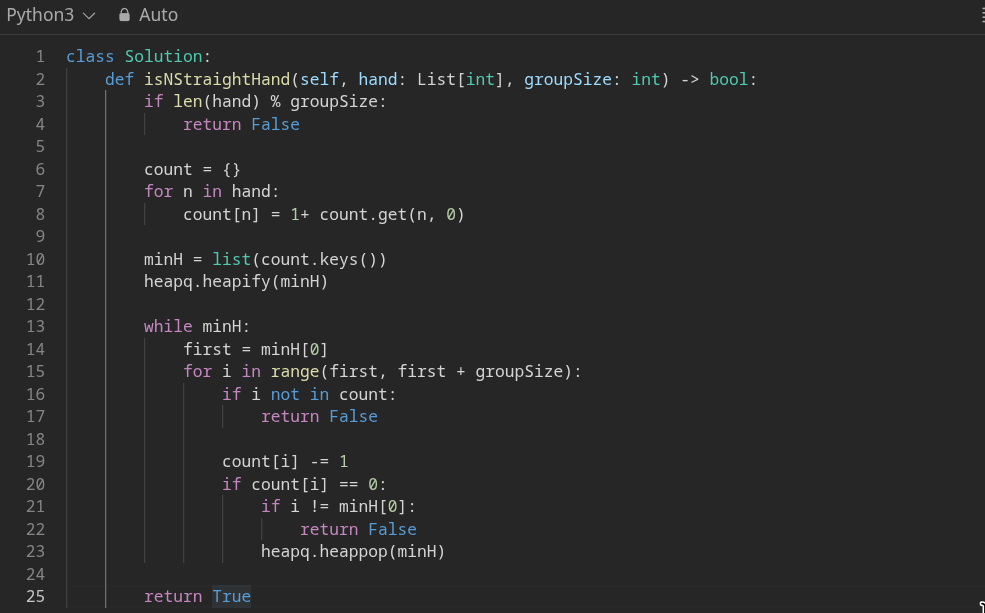 Python3 Auto
1 class Solution:
2     def isNStraightHand(self, hand: List[int], groupSize: int) -> bool:
3         if len(hand) % groupSize:
4             return False
5
6         count = {}
7         for n in hand:
8             count[n] = 1+ count.get(n, 0)
9
10         minH = list(count.keys())
11         heapq.heapify(minH)
12
13         while minH:
14             first = minH[0]
15             for i in range(first, first + groupSize):
16                 if i not in count:
17                     return False
18
19                 count[i] -= 1
20                 if count[i] == 0:
21                     if i != minH[0]:
22                         return False
23                     heapq.heappop(minH)
24
25         return True